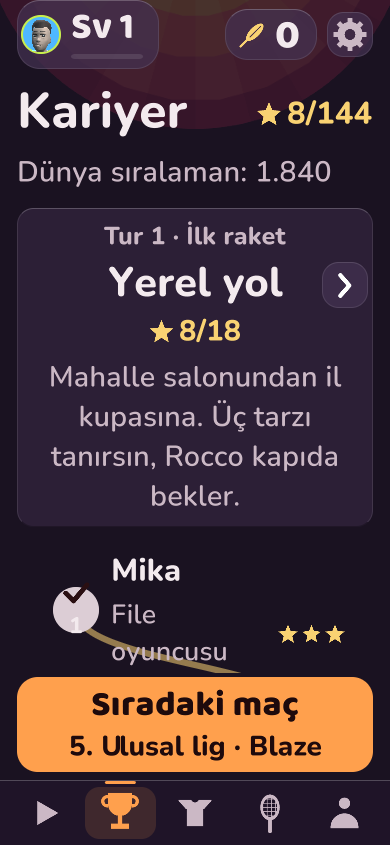 Sv 1
0
Kariyer
8/144
Dünya sıralaman: 1.840
Tur 1 · İlk raket
Yerel yol
8/18
Mahalle salonundan il
kupasına. Üç tarzı
tanırsın, Rocco kapıda
bekler.
Mika
1
File
oyuncusu
Sıradaki maç
5. Ulusal lig · Blaze